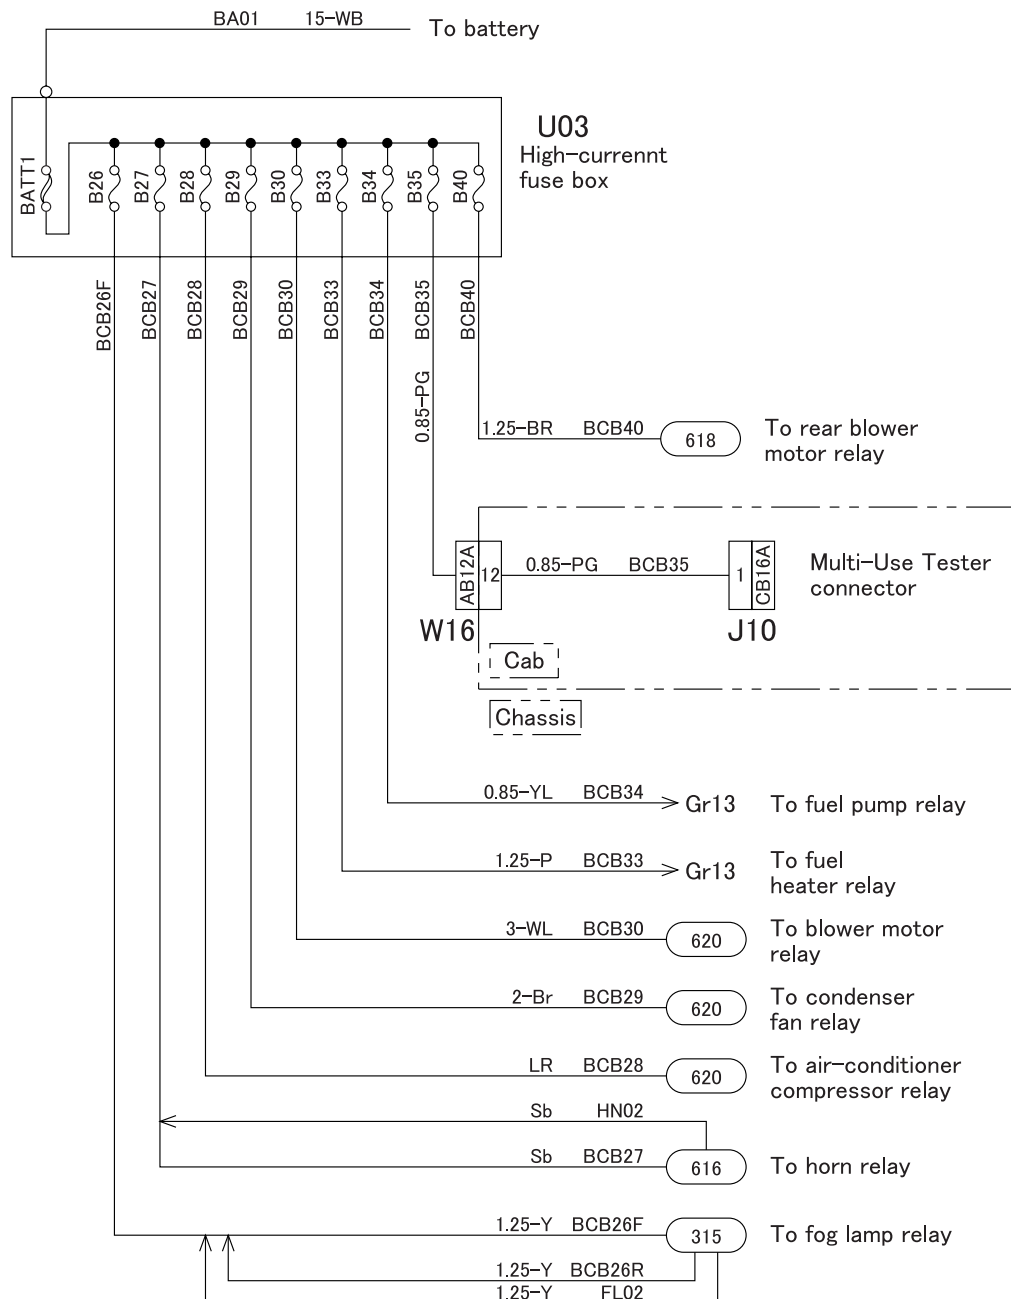 BA01 15-WB To battery
U03
High-currennt
fuse box
BATT1 B26 B27 B28 B29 B30 B33 B34 B35 B40
BCB26F BCB27 BCB28 BCB29 BCB30 BCB33 BCB34 BCB35 BCB40
0.85-PG
1.25-BR BCB40 618 To rear blower
motor relay
AB12A 12 0.85-PG BCB35 1 CB16A Multi-Use Tester
connector
W16 J10
Cab
Chassis
0.85-YL BCB34 Gr13 To fuel pump relay
1.25-P BCB33 Gr13 To fuel
heater relay
3-WL BCB30 620 To blower motor
relay
2-Br BCB29 620 To condenser
fan relay
LR BCB28 620 To air-conditioner
compressor relay
Sb HN02
Sb BCB27 616 To horn relay
1.25-Y BCB26F 315 To fog lamp relay
1.25-Y BCB26R
1.25-Y FL02